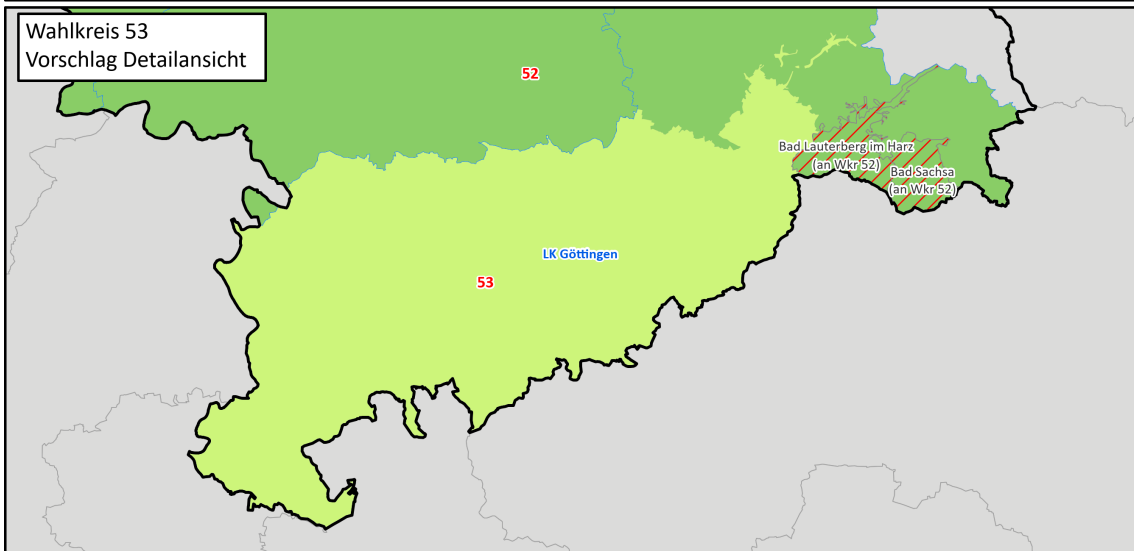 Wahlkreis 53
Vorschlag Detailansicht
52
Bad Lauterberg im Harz
(an Wkr 52)
Bad Sachsa
(an Wkr 52)
LK Göttingen
53